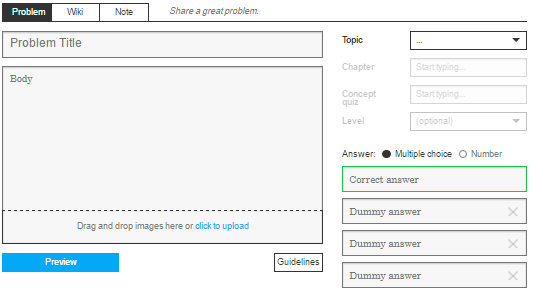 Problem Wiki Note Share a great problem.
Problem Title
Body
Drag and drop images here or click to upload
Preview Guidelines
Topic ...
Chapter Start typing...
Concept quiz Start typing...
Level (optional)
Answer: Multiple choice Number
Correct answer
Dummy answer
Dummy answer
Dummy answer